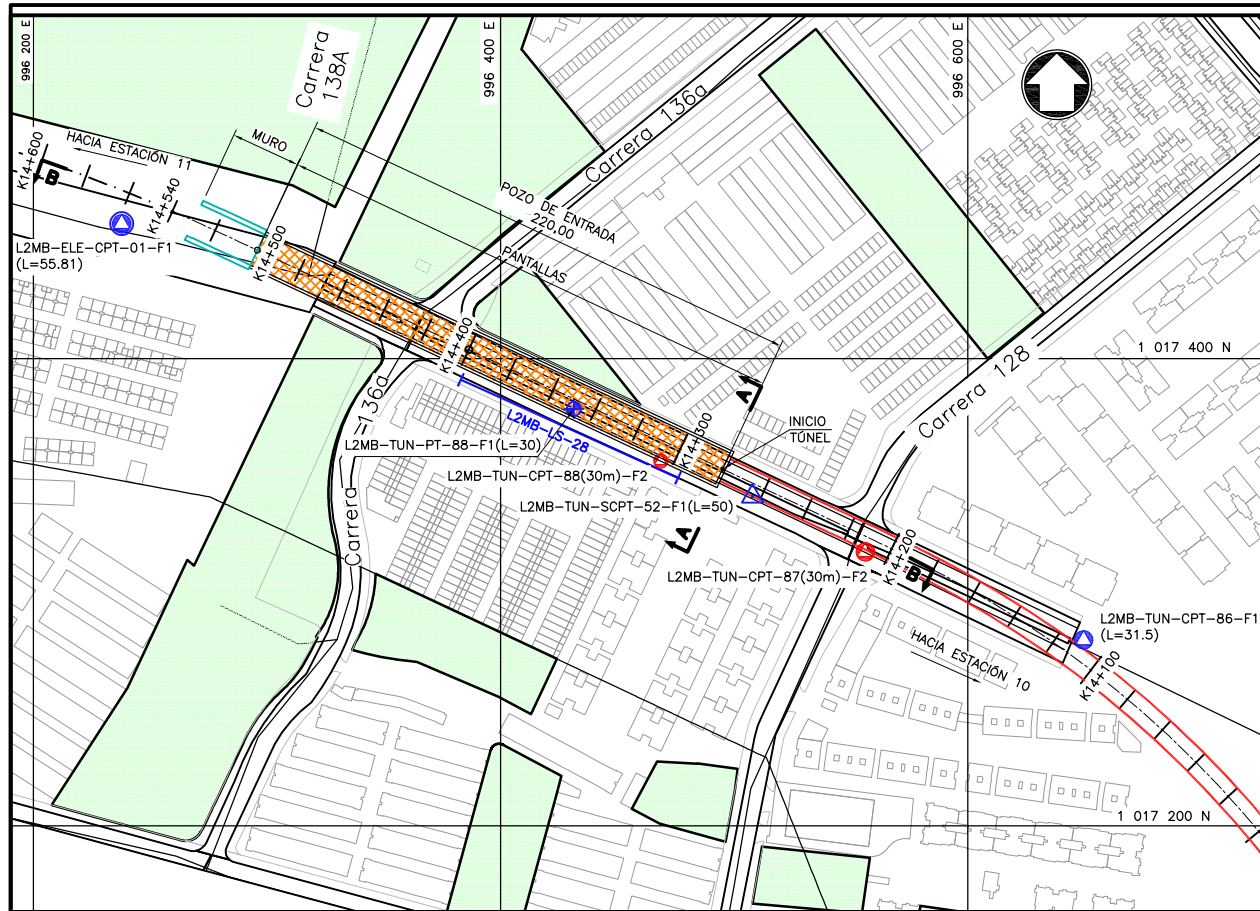 996 200 E
996 400 E
996 600 E
Carrera
138A
K14+600
HACIA ESTACIÓN 11
B
MURO
Carrera 136a
K14+540
POZO DE ENTRADA
220,00
PANTALLAS
L2MB-ELE-CPT-01-F1
(L=55.81)
K14+500
K14+400
1 017 400 N
Carrera 128
A
L2MB-LS-28
INICIO
TÚNEL
K14+300
L2MB-TUN-PT-88-F1(L=30)
L2MB-TUN-CPT-88(30m)-F2
L2MB-TUN-SCPT-52-F1(L=50)
Carrera 136a
A
K14+200
L2MB-TUN-CPT-87(30m)-F2
B
L2MB-TUN-CPT-86-F1
(L=31.5)
HACIA ESTACIÓN 10
K14+100
1 017 200 N